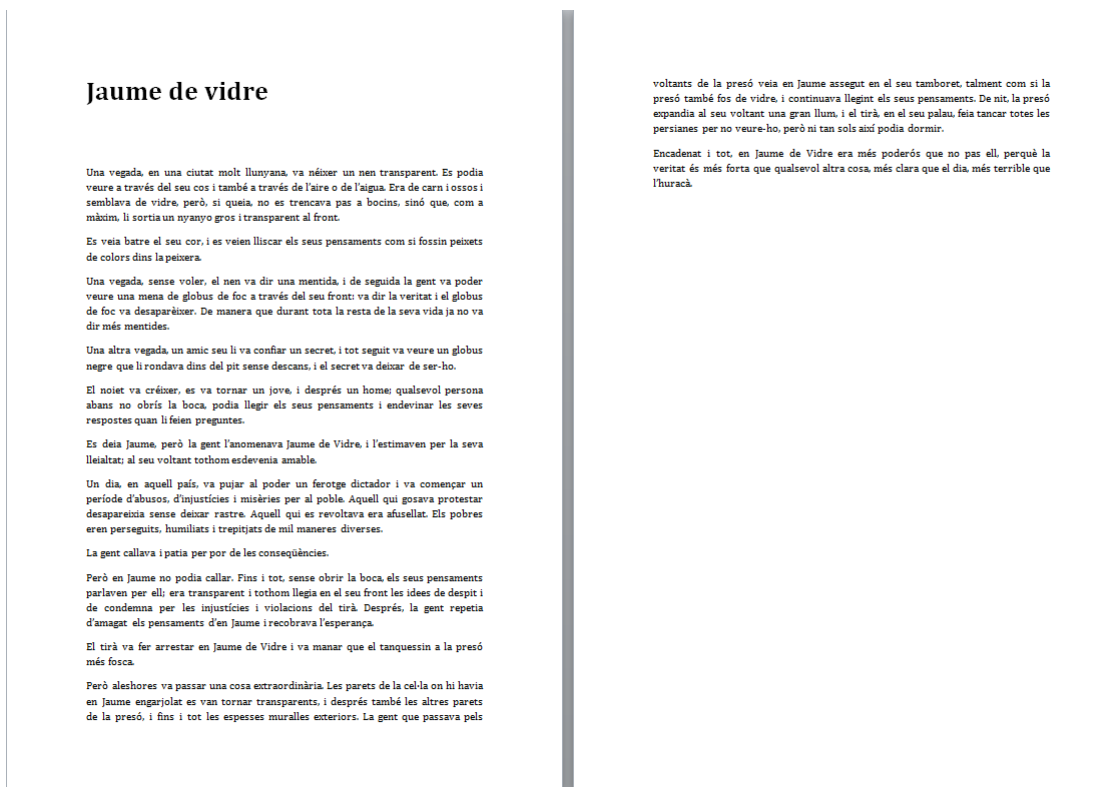 Jaume de vidre
Una vegada, en una ciutat molt llunyana, va néixer un nen transparent. Es podia
veure a través del seu cos i també a través de l'aire o de l'aigua. Era de carn i ossos i
semblava de vidre, però, si queia, no es trencava pas a bocins, sinó que, com a
màxim, li sortia un nyanyo gros i transparent al front.
Es veia batre el seu cor, i es veien lliscar els seus pensaments com si fossin peixets
de colors dins la peixera.
Una vegada, sense voler, el nen va dir una mentida, i de seguida la gent va poder
veure una mena de globus de foc a través del seu front: va dir la veritat i el globus
de foc va desaparèixer. De manera que durant tota la resta de la seva vida ja no va
dir més mentides.
Una altra vegada, un amic seu li va confiar un secret, i tot seguit va veure un globus
negre que li rondava dins del pit sense descans, i el secret va deixar de ser-ho.
El noiet va créixer, es va tornar un jove, i després un home; qualsevol persona
abans no obrís la boca, podia llegir els seus pensaments i endevinar les seves
respostes quan li feien preguntes.
Es deia Jaume, però la gent l'anomenava Jaume de Vidre, i l'estimaven per la seva
lleialtat; al seu voltant tothom esdevenia amable.
Un dia, en aquell país, va pujar al poder un ferotge dictador i va començar un
període d'abusos, d'injustícies i misèries per al poble. Aquell qui gosava protestar
desapareixia sense deixar rastre. Aquell qui es revoltava era afusellat. Els pobres
eren perseguits, humiliats i trepitjats de mil maneres diverses.
La gent callava i patia per por de les conseqüències.
Però en Jaume no podia callar. Fins i tot, sense obrir la boca, els seus pensaments
parlaven per ell; era transparent i tothom llegia en el seu front les idees de despit i
de condemna per les injustícies i violacions del tirà. Després, la gent repetia
d'amagat els pensaments d'en Jaume i recobrava l'esperança.
El tirà va fer arrestar en Jaume de Vidre i va manar que el tanquessin a la presó
més fosca.
Però aleshores va passar una cosa extraordinària. Les parets de la cel·la on hi havia
en Jaume engarjolat es van tornar transparents, i després també les altres parets
de la presó, i fins i tot les espesses muralles exteriors. La gent que passava pels
voltants de la presó veia en Jaume assegut en el seu tamboret, talment com si la
presó també fos de vidre, i continuava llegint els seus pensaments. De nit, la presó
expandia al seu voltant una gran llum, i el tirà, en el seu palau, feia tancar totes les
persianes per no veure-ho, però ni tan sols així podia dormir.
Encadenat i tot, en Jaume de Vidre era més poderós que no pas ell, perquè la
veritat és més forta que qualsevol altra cosa, més clara que el dia, més terrible que
l'huracà.